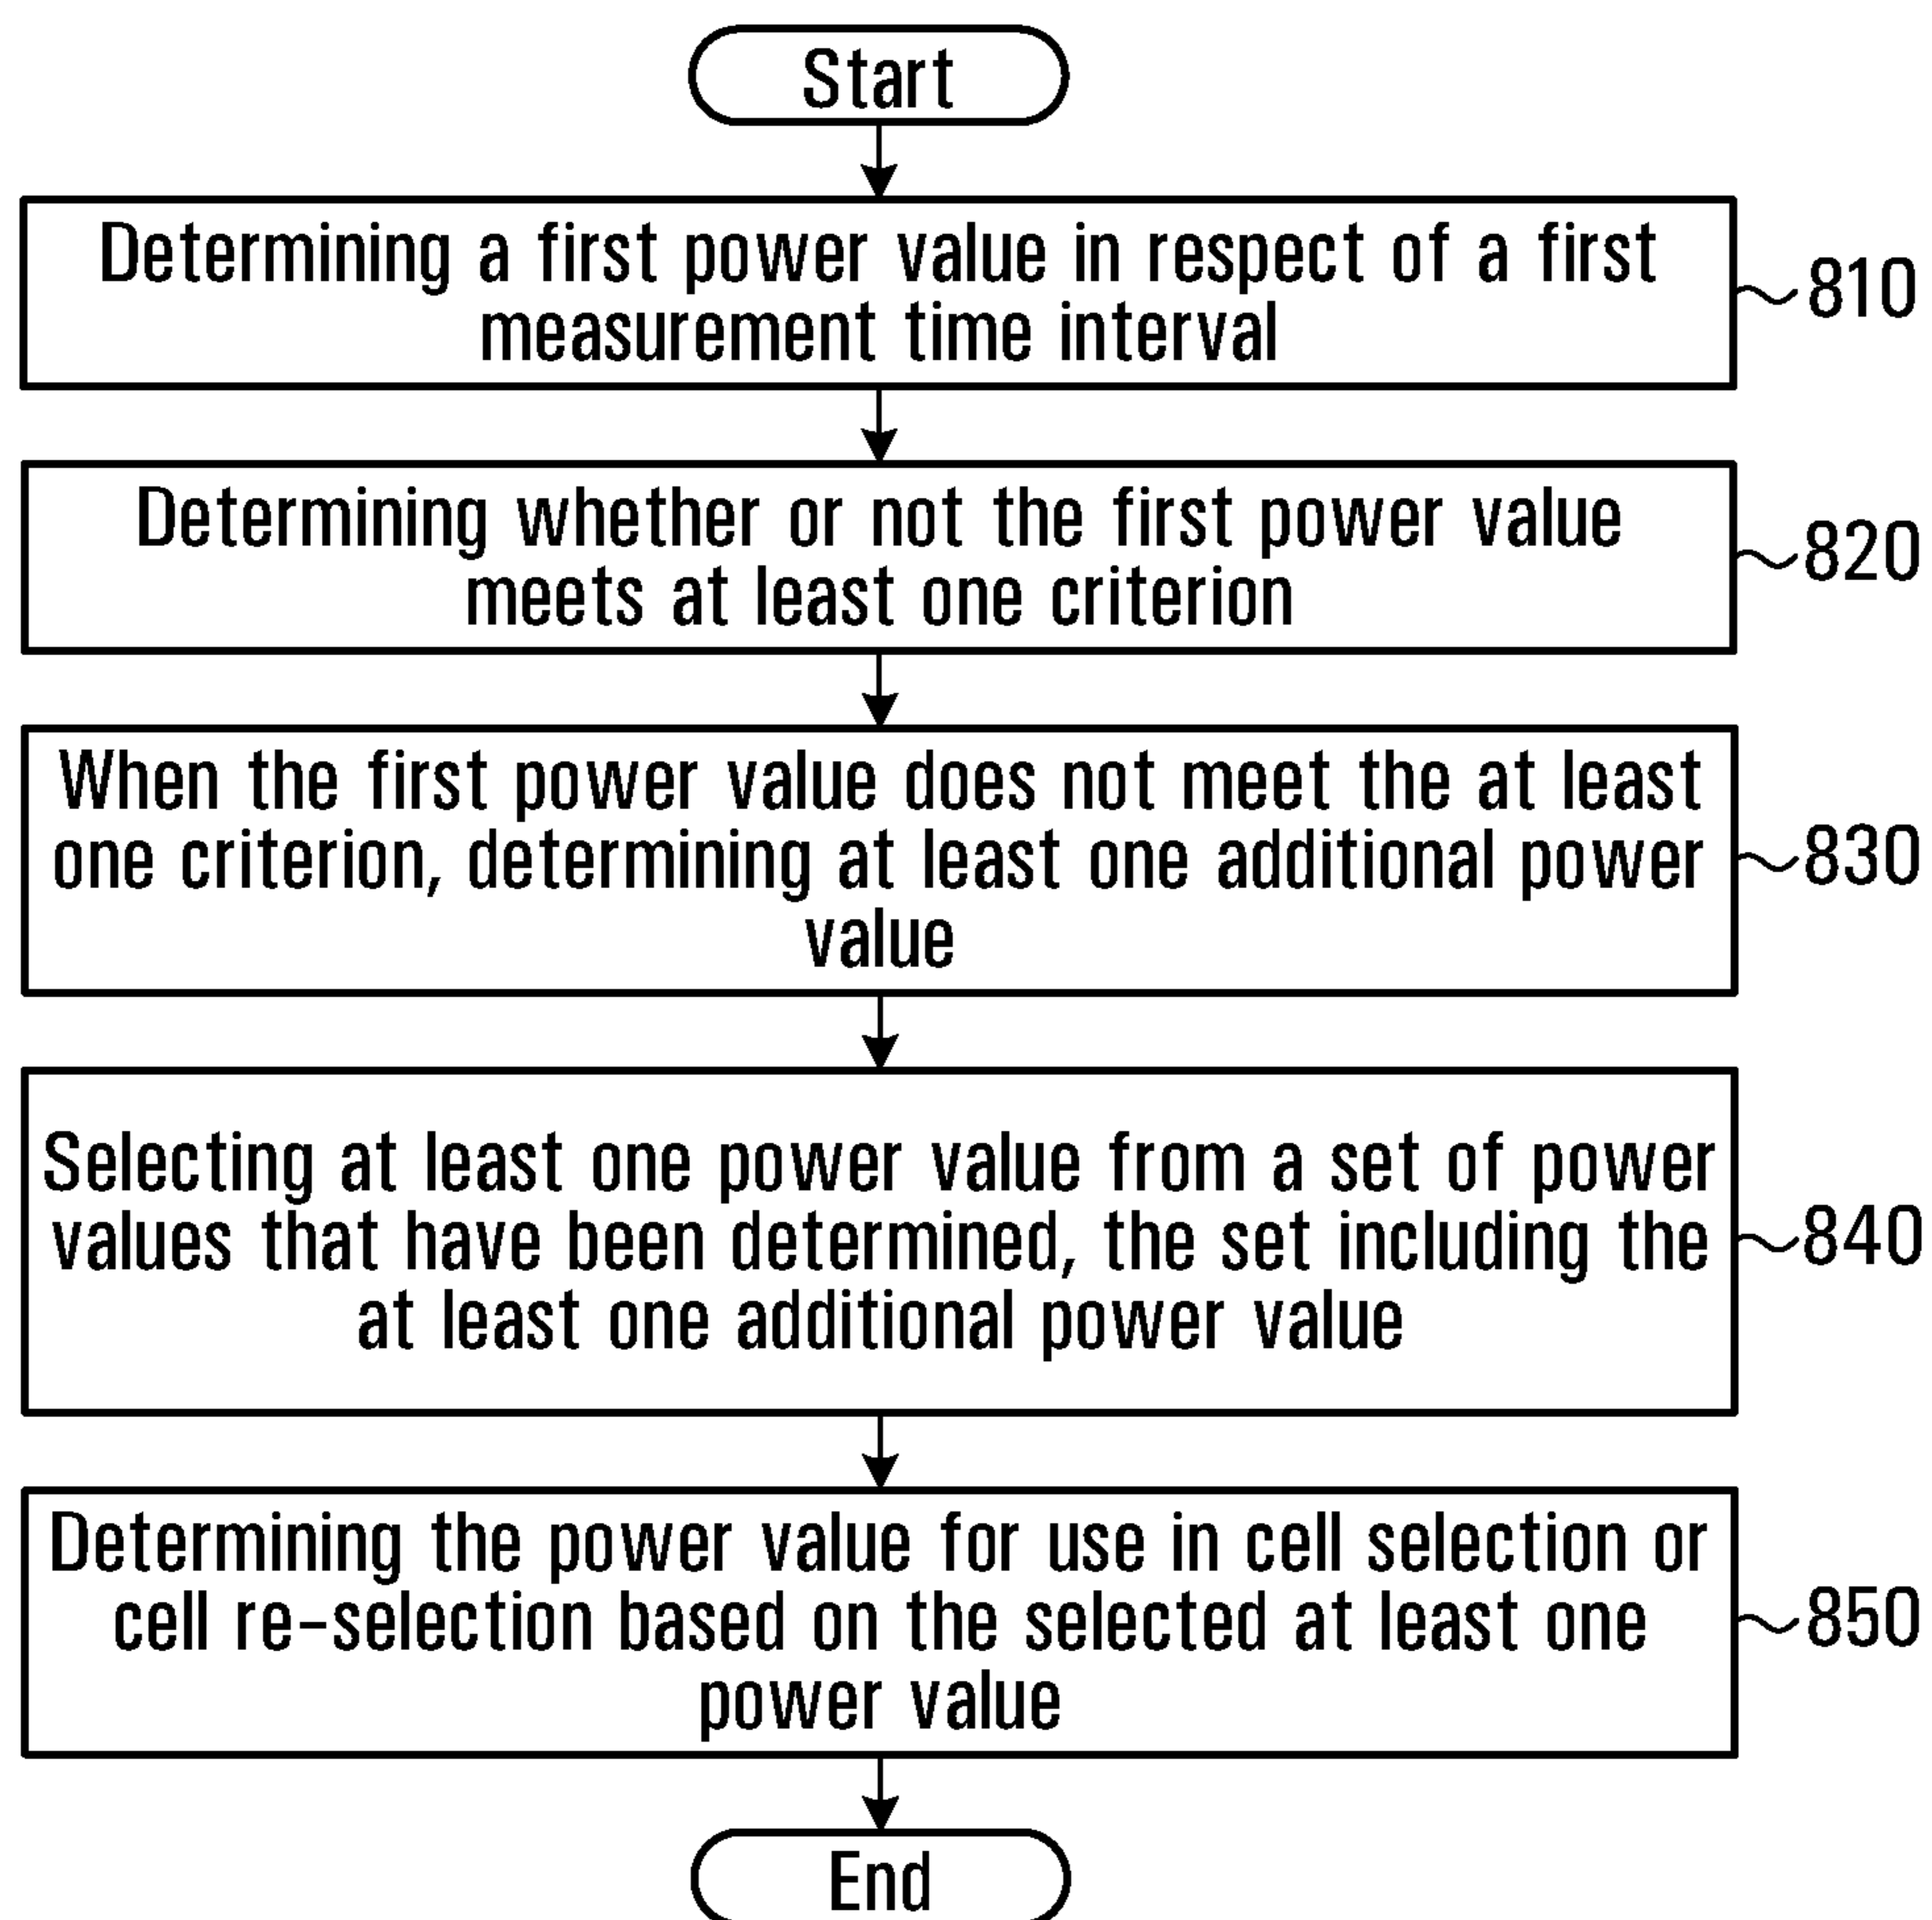 Start
Determining a first power value in respect of a first
measurement time interval
810
Determining whether or not the first power value
meets at least one criterion
820
When the first power value does not meet the at least
one criterion, determining at least one additional power
value
830
Selecting at least one power value from a set of power
values that have been determined, the set including the
at least one additional power value
840
Determining the power value for use in cell selection or
cell re-selection based on the selected at least one
power value
850
End